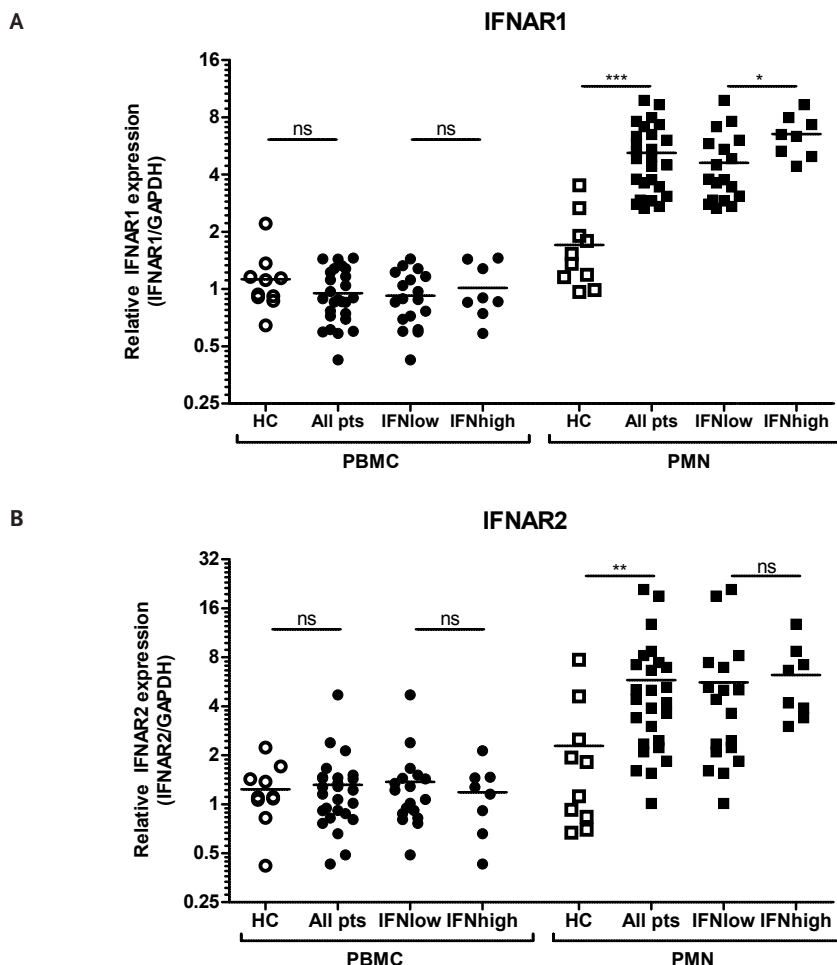 A
IFNAR1
Relative IFNAR1 expression
(IFNAR1/GAPDH)
16
8
4
2
1
0.5
0.25
ns
ns
***
*
HC
All pts
IFNlow
IFNhigh
HC
All pts
IFNlow
IFNhigh
PBMC
PMN
B
IFNAR2
Relative IFNAR2 expression
(IFNAR2/GAPDH)
32
16
8
4
2
1
0.5
0.25
ns
ns
**
ns
HC
All pts
IFNlow
IFNhigh
HC
All pts
IFNlow
IFNhigh
PBMC
PMN